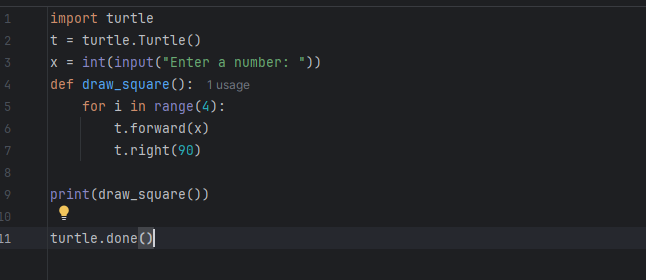 1 import turtle
2 t = turtle.Turtle()
3 x = int(input("Enter a number: "))
4 def draw_square(): 1 usage
5     for i in range(4):
6         t.forward(x)
7         t.right(90)
8
9 print(draw_square())
10
11 turtle.done()